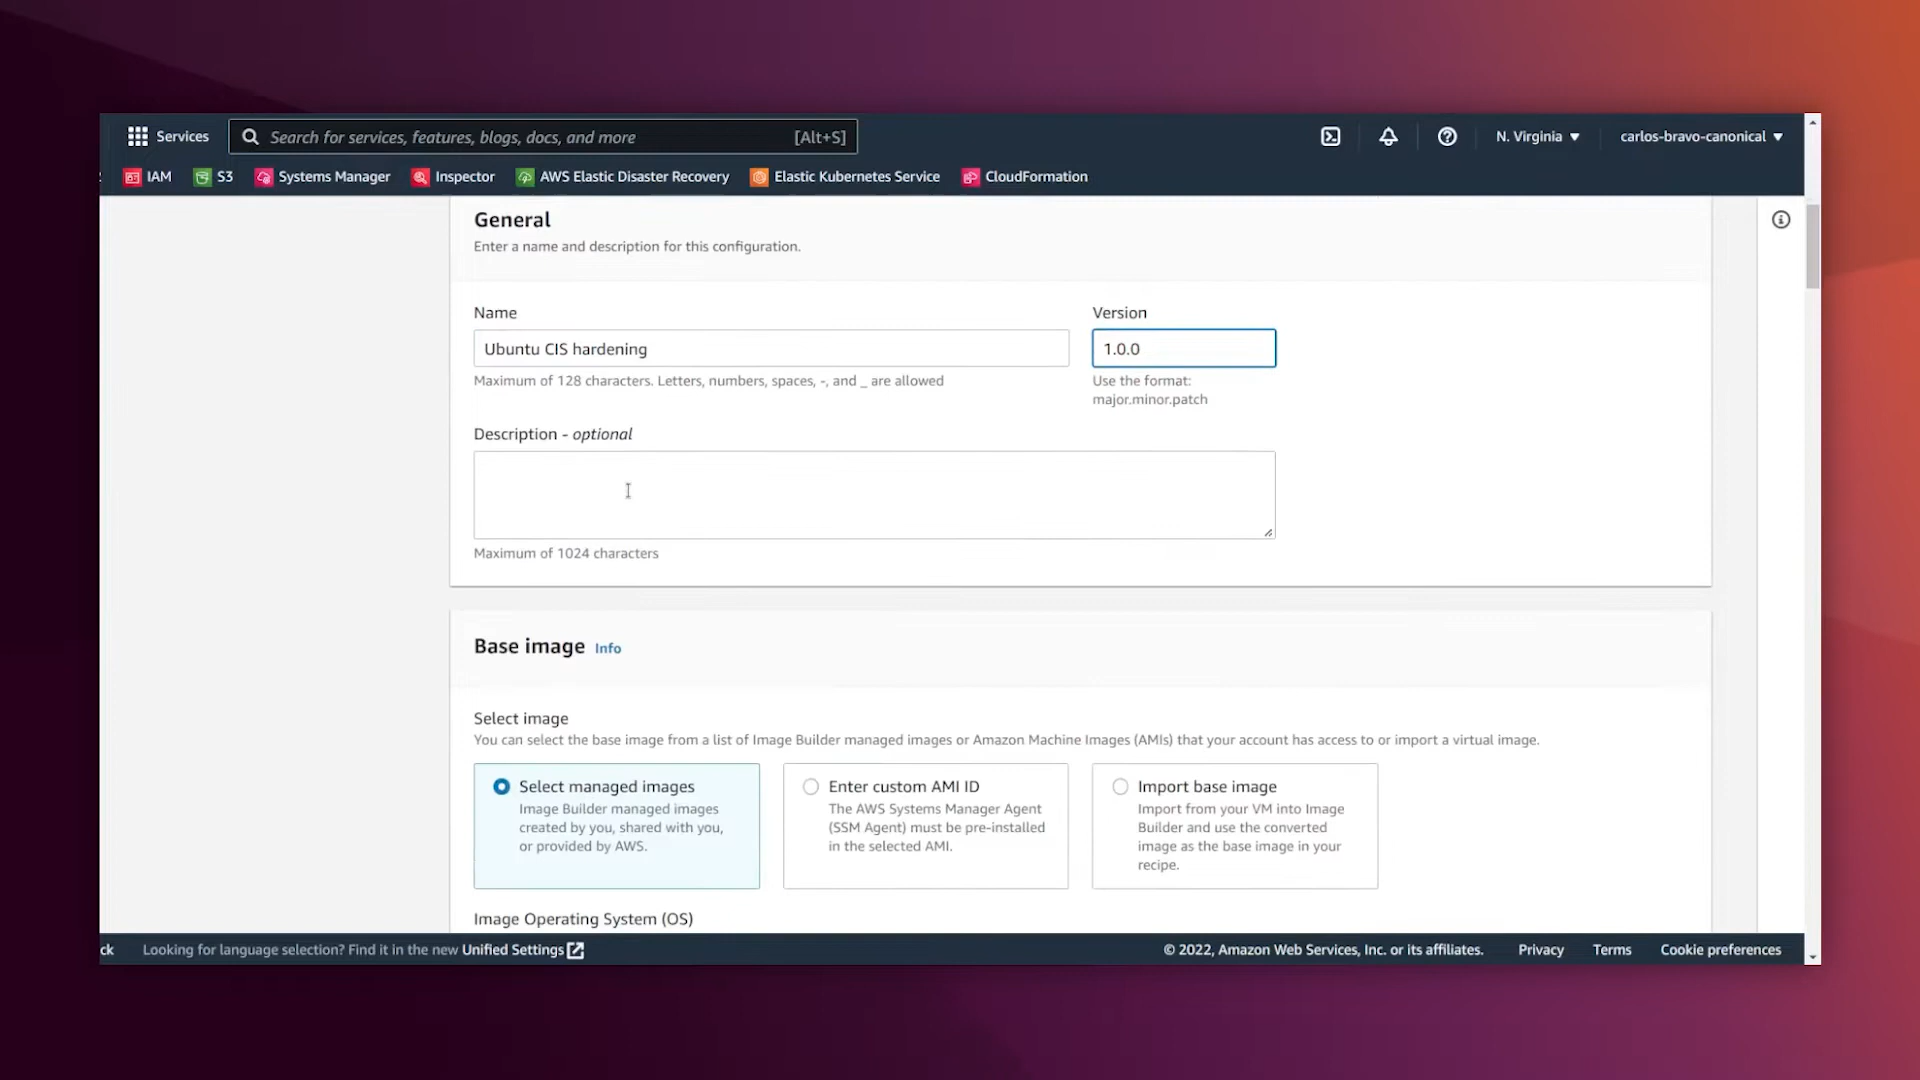 Services
Search for services, features, blogs, docs, and more [Alt+S]
N. Virginia ▼
carlos-bravo-canonical ▼
IAM
S3
Systems Manager
Inspector
AWS Elastic Disaster Recovery
Elastic Kubernetes Service
CloudFormation
General
Enter a name and description for this configuration.
Name
Version
Ubuntu CIS hardening
1.0.0
Maximum of 128 characters. Letters, numbers, spaces, -, and _ are allowed
Use the format:
major.minor.patch
Description - optional
Maximum of 1024 characters
Base image Info
Select image
You can select the base image from a list of Image Builder managed images or Amazon Machine Images (AMIs) that your account has access to or import a virtual image.
Select managed images
Image Builder managed images
created by you, shared with you,
or provided by AWS.
Enter custom AMI ID
The AWS Systems Manager Agent
(SSM Agent) must be pre-installed
in the selected AMI.
Import base image
Import from your VM into Image
Builder and use the converted
image as the base image in your
recipe.
Image Operating System (OS)
ck
Looking for language selection? Find it in the new Unified Settings
© 2022, Amazon Web Services, Inc. or its affiliates.
Privacy
Terms
Cookie preferences